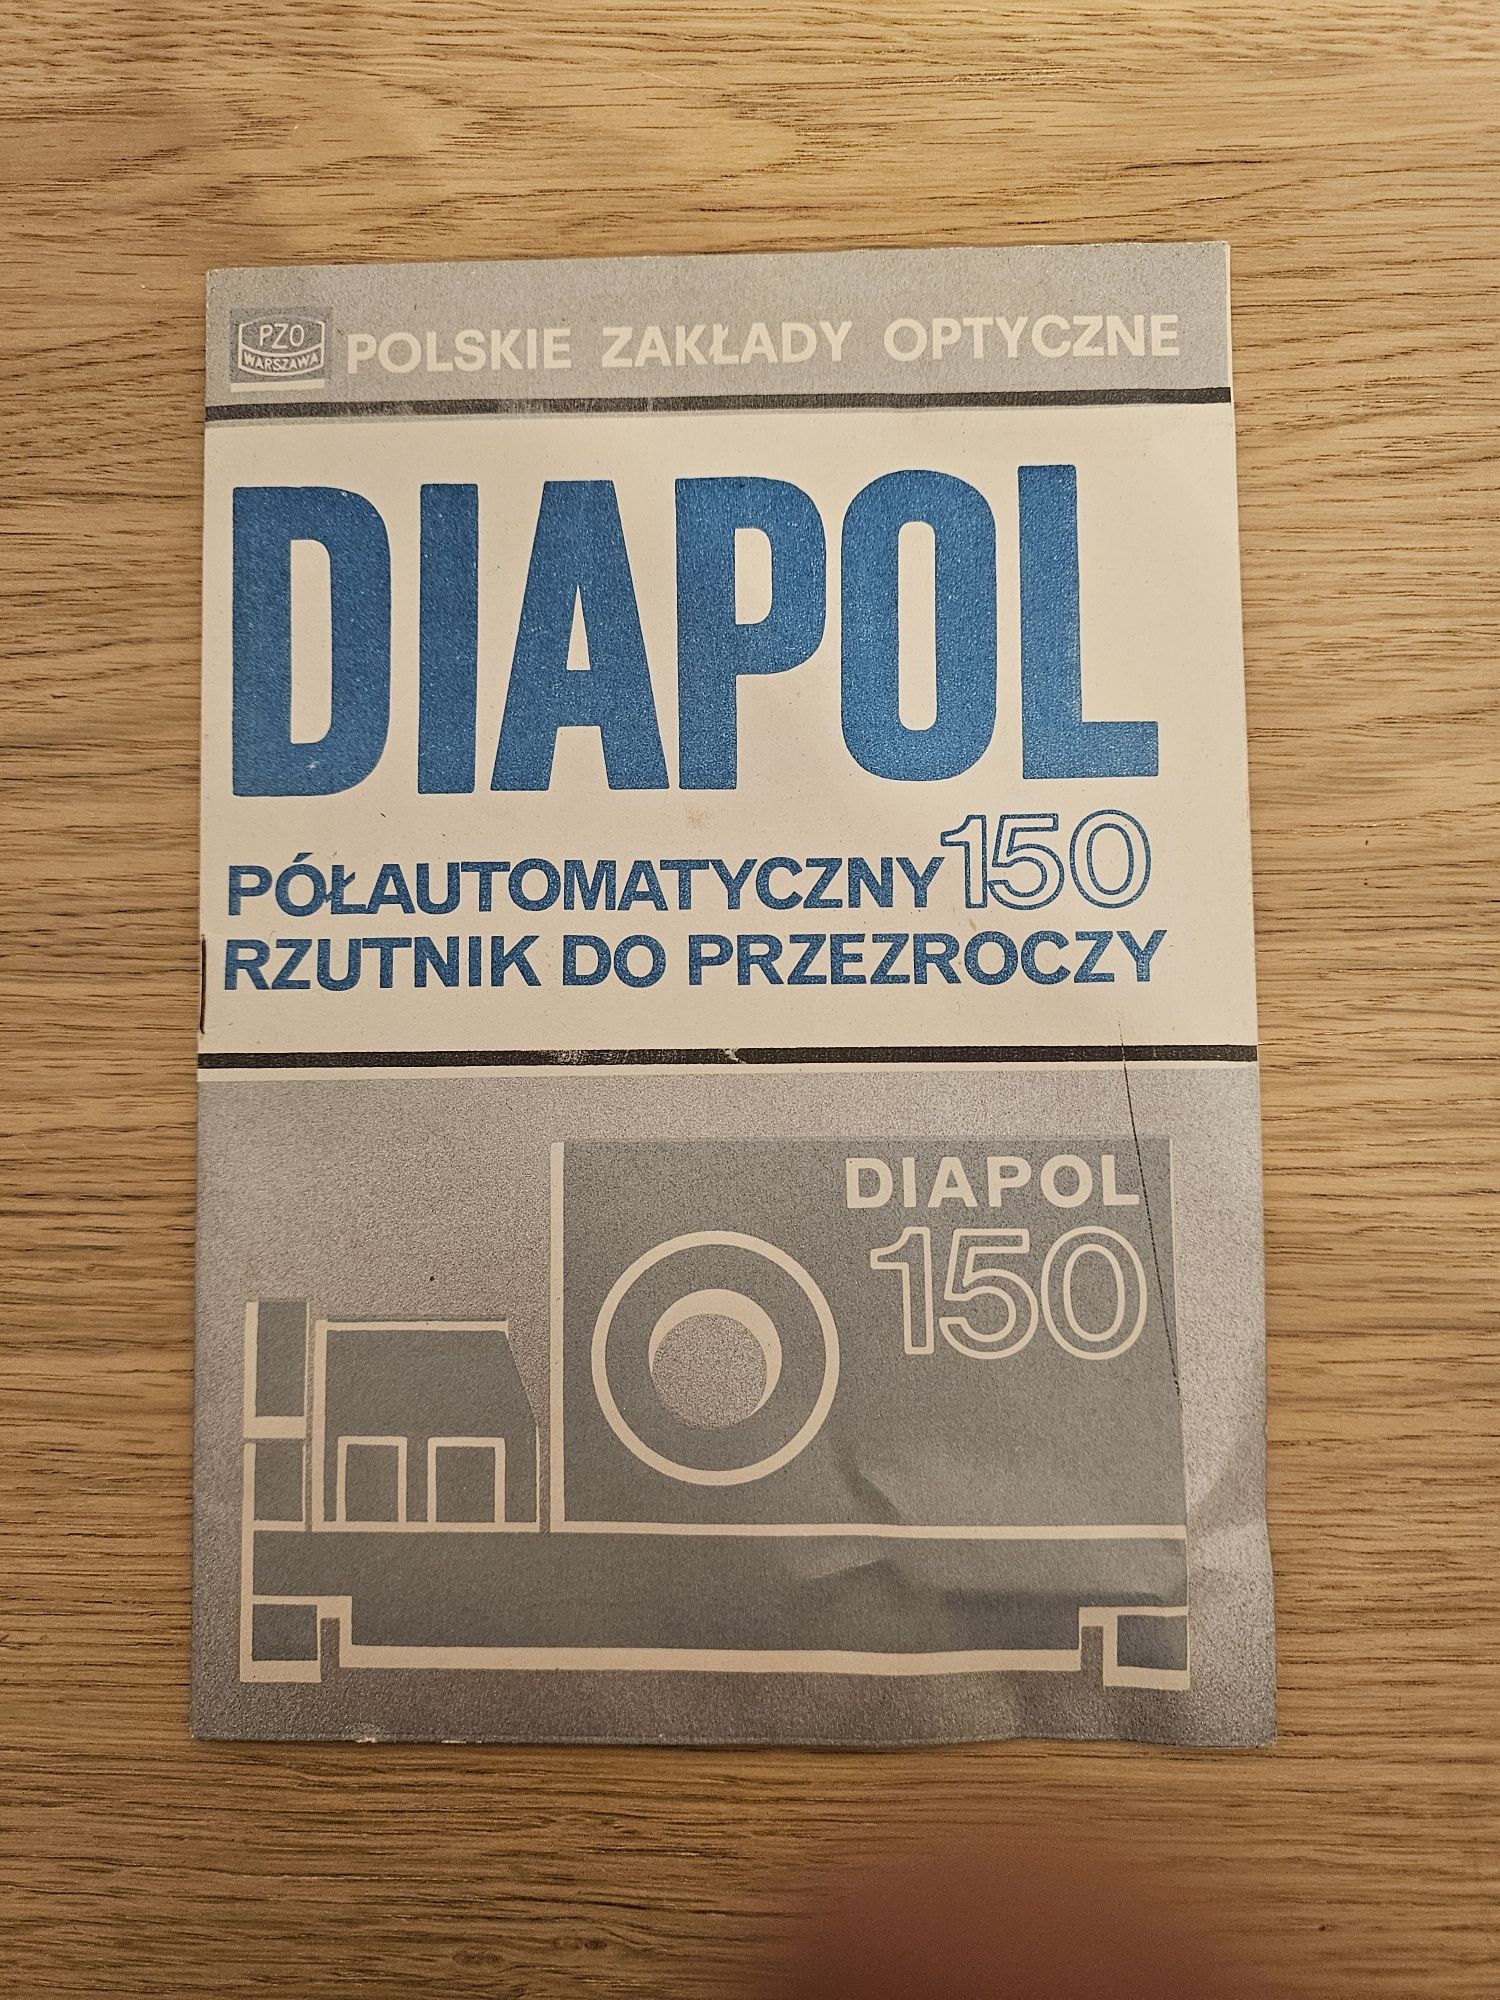 PZO
WARSZAWA
POLSKIE ZAKŁADY OPTYCZNE
DIAPOL
PÓŁAUTOMATYCZNY 150
RZUTNIK DO PRZEZROCZY
DIAPOL
150